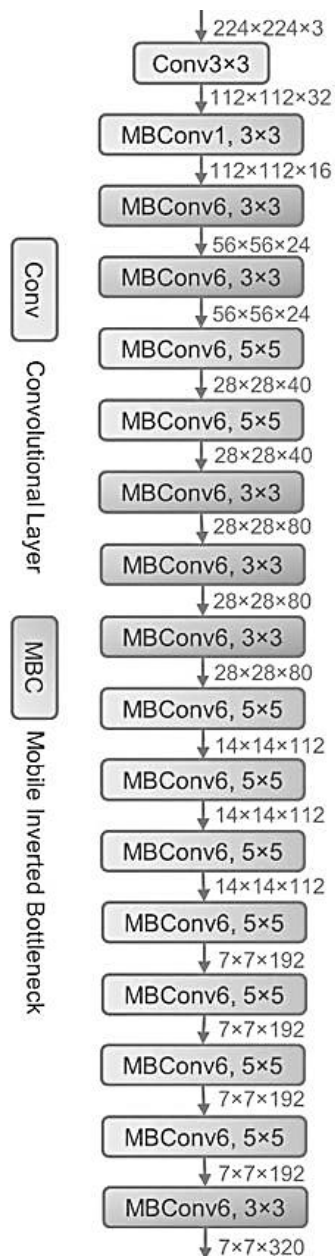 224×224×3
Conv3×3
112×112×32
MBConv1, 3×3
112×112×16
MBConv6, 3×3
56×56×24
MBConv6, 3×3
56×56×24
MBConv6, 5×5
28×28×40
MBConv6, 5×5
28×28×40
MBConv6, 3×3
28×28×80
MBConv6, 3×3
28×28×80
MBConv6, 3×3
28×28×80
MBConv6, 5×5
14×14×112
MBConv6, 5×5
14×14×112
MBConv6, 5×5
14×14×112
MBConv6, 5×5
7×7×192
MBConv6, 5×5
7×7×192
MBConv6, 5×5
7×7×192
MBConv6, 5×5
7×7×192
MBConv6, 3×3
7×7×320
Conv
Convolutional Layer
MBC
Mobile Inverted Bottleneck